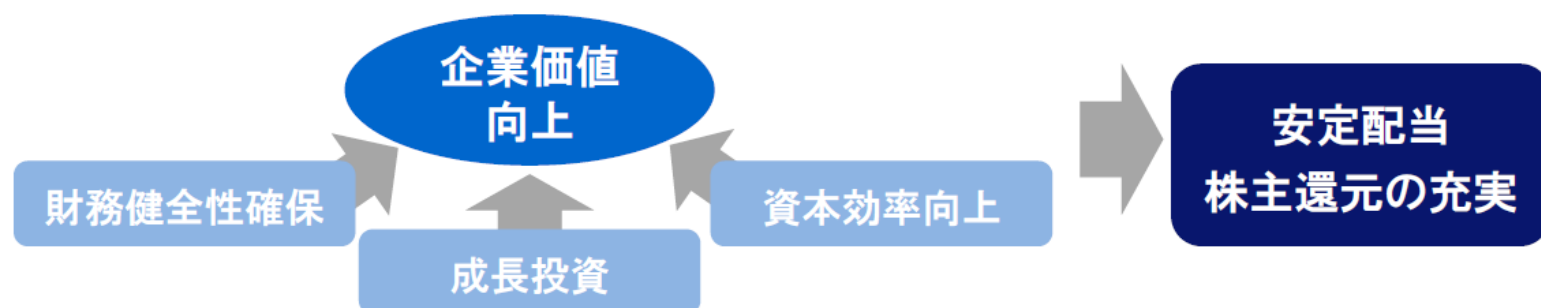 企業価値
向上
財務健全性確保
成長投資
資本効率向上
安定配当
株主還元の充実